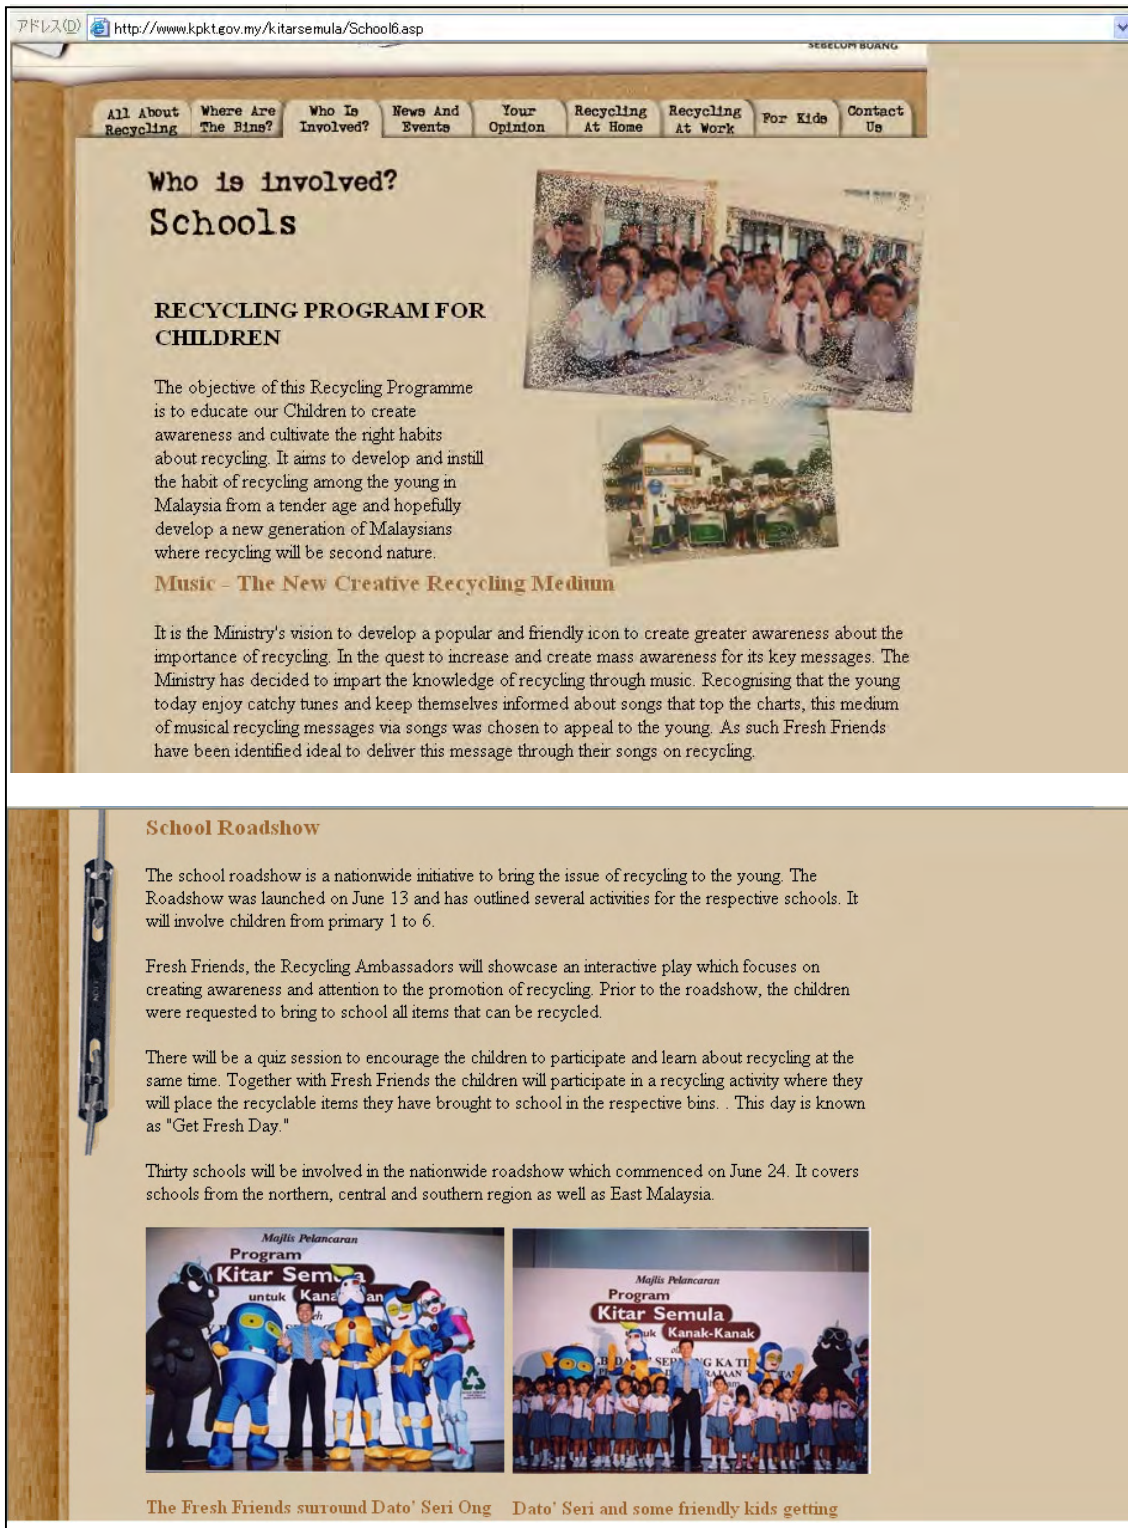 アドレス(D) http://www.kpkt.gov.my/kitarsemula/School6.asp
SEBELUM BUANG
All About Recycling
Where Are The Bins?
Who Is Involved?
News And Events
Your Opinion
Recycling At Home
Recycling At Work
For Kids
Contact Us
Who is involved?
Schools
RECYCLING PROGRAM FOR
CHILDREN
The objective of this Recycling Programme
is to educate our Children to create
awareness and cultivate the right habits
about recycling. It aims to develop and instill
the habit of recycling among the young in
Malaysia from a tender age and hopefully
develop a new generation of Malaysians
where recycling will be second nature.
Music - The New Creative Recycling Medium
It is the Ministry's vision to develop a popular and friendly icon to create greater awareness about the
importance of recycling. In the quest to increase and create mass awareness for its key messages. The
Ministry has decided to impart the knowledge of recycling through music. Recognising that the young
today enjoy catchy tunes and keep themselves informed about songs that top the charts, this medium
of musical recycling messages via songs was chosen to appeal to the young. As such Fresh Friends
have been identified ideal to deliver this message through their songs on recycling.
School Roadshow
The school roadshow is a nationwide initiative to bring the issue of recycling to the young. The
Roadshow was launched on June 13 and has outlined several activities for the respective schools. It
will involve children from primary 1 to 6.
Fresh Friends, the Recycling Ambassadors will showcase an interactive play which focuses on
creating awareness and attention to the promotion of recycling. Prior to the roadshow, the children
were requested to bring to school all items that can be recycled.
There will be a quiz session to encourage the children to participate and learn about recycling at the
same time. Together with Fresh Friends the children will participate in a recycling activity where they
will place the recyclable items they have brought to school in the respective bins. . This day is known
as "Get Fresh Day."
Thirty schools will be involved in the nationwide roadshow which commenced on June 24. It covers
schools from the northern, central and southern region as well as East Malaysia.
Majlis Pelancaran
Program
Kitar Semula
untuk
Majlis Pelancaran
Program
Kitar Semula
Kanak-Kanak
The Fresh Friends surround Dato' Seri Ong
Dato' Seri and some friendly kids getting